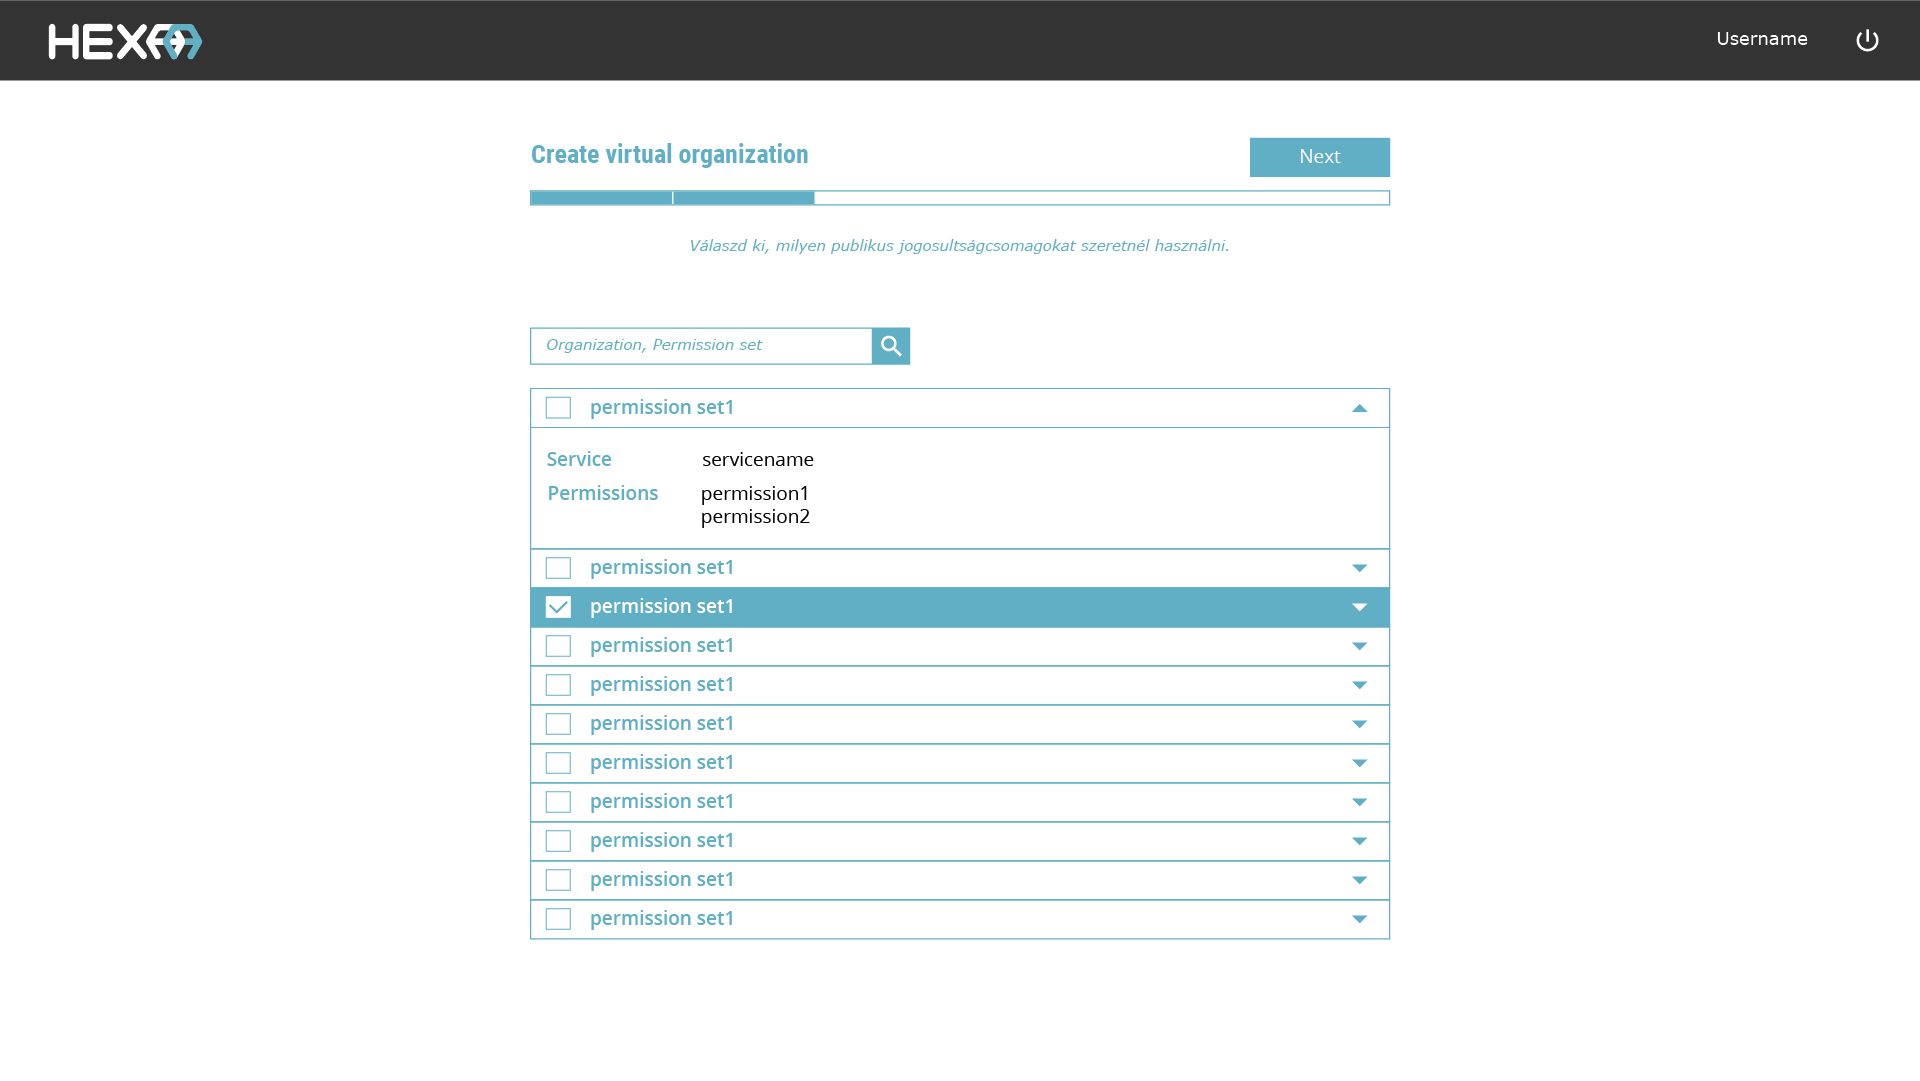 HEXAA
Username
Create virtual organization
Next
Válaszd ki, milyen publikus jogosultságcsomagokat szeretnél használni.
Organization, Permission set
permission set1
Service servicename
Permissions permission1
permission2
permission set1
permission set1
permission set1
permission set1
permission set1
permission set1
permission set1
permission set1
permission set1
permission set1